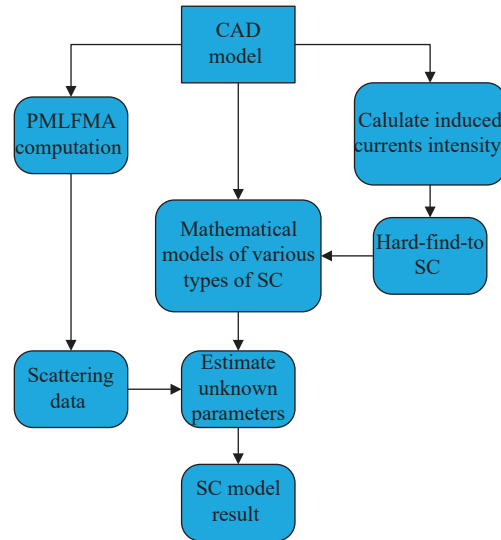 CAD
model
PMLFMA
computation
Calulate induced
currents intensity
Mathematical
models of various
types of SC
Hard-find-to
SC
Scattering
data
Estimate
unknown
parameters
SC model
result